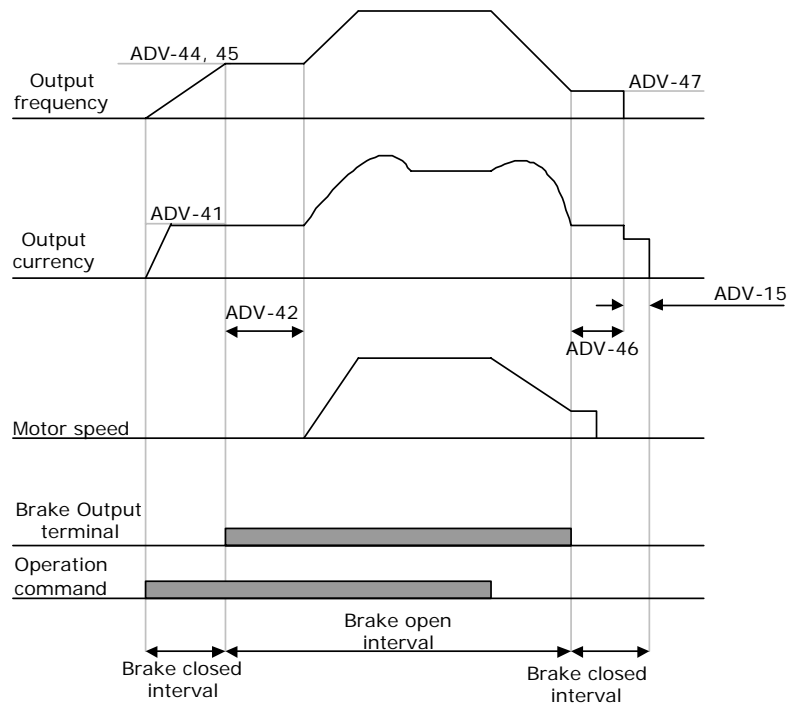 ADV-44, 45
Output
frequency
ADV-47
ADV-41
Output
currency
ADV-15
ADV-42
ADV-46
Motor speed
Brake Output
terminal
Operation
command
Brake open
interval
Brake closed
interval
Brake closed
interval